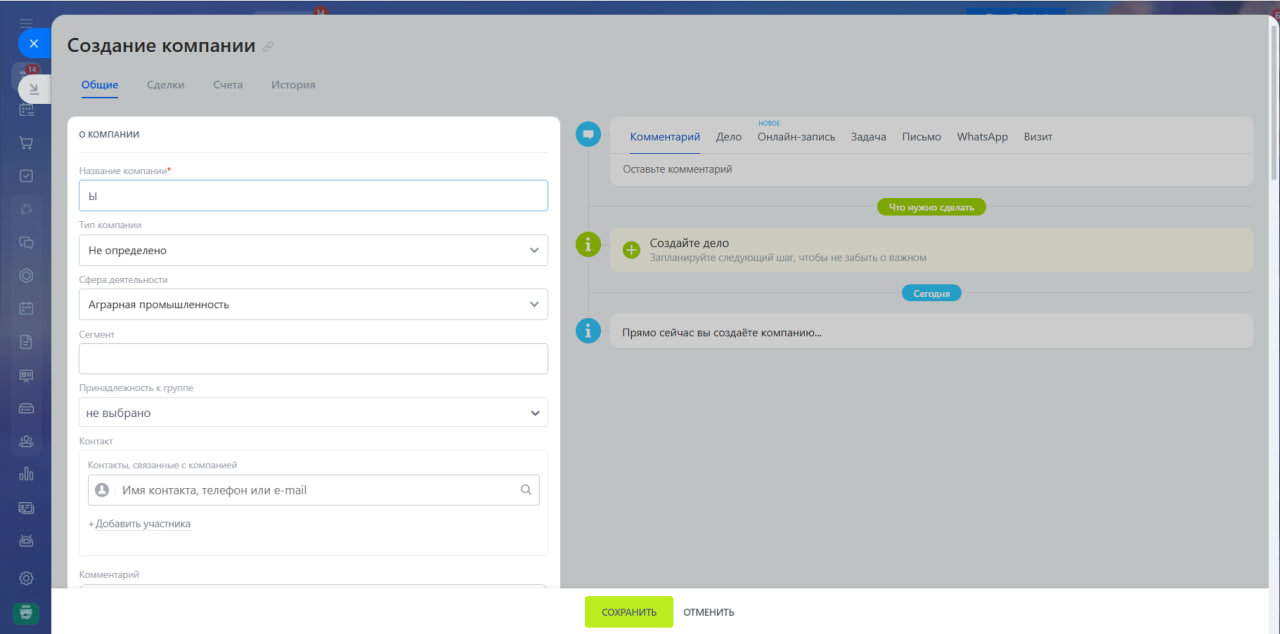 14
Создание компании
14
Общие Сделки Счета История
О КОМПАНИИ
Название компании*
Ы
Тип компании
Не определено
Сфера деятельности
Аграрная промышленность
Сегмент
Принадлежность к группе
не выбрано
Контакт
Контакты, связанные с компанией
Имя контакта, телефон или e-mail
+ Добавить участника
Комментарий
НОВОЕ
Комментарий Дело Онлайн-запись Задача Письмо WhatsApp Визит
Оставьте комментарий
Что нужно сделать
Создайте дело
Запланируйте следующий шаг, чтобы не забыть о важном
Сегодня
Прямо сейчас вы создаёте компанию...
СОХРАНИТЬ ОТМЕНИТЬ